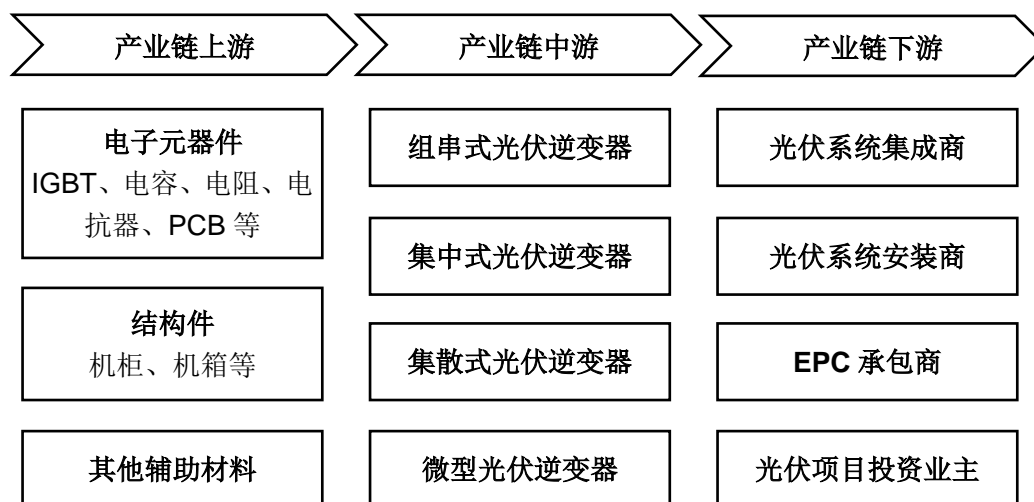 产业链上游
产业链中游
产业链下游
电子元器件
IGBT、电容、电阻、电
抗器、PCB 等
结构件
机柜、机箱等
其他辅助材料
组串式光伏逆变器
集中式光伏逆变器
集散式光伏逆变器
微型光伏逆变器
光伏系统集成商
光伏系统安装商
EPC 承包商
光伏项目投资业主